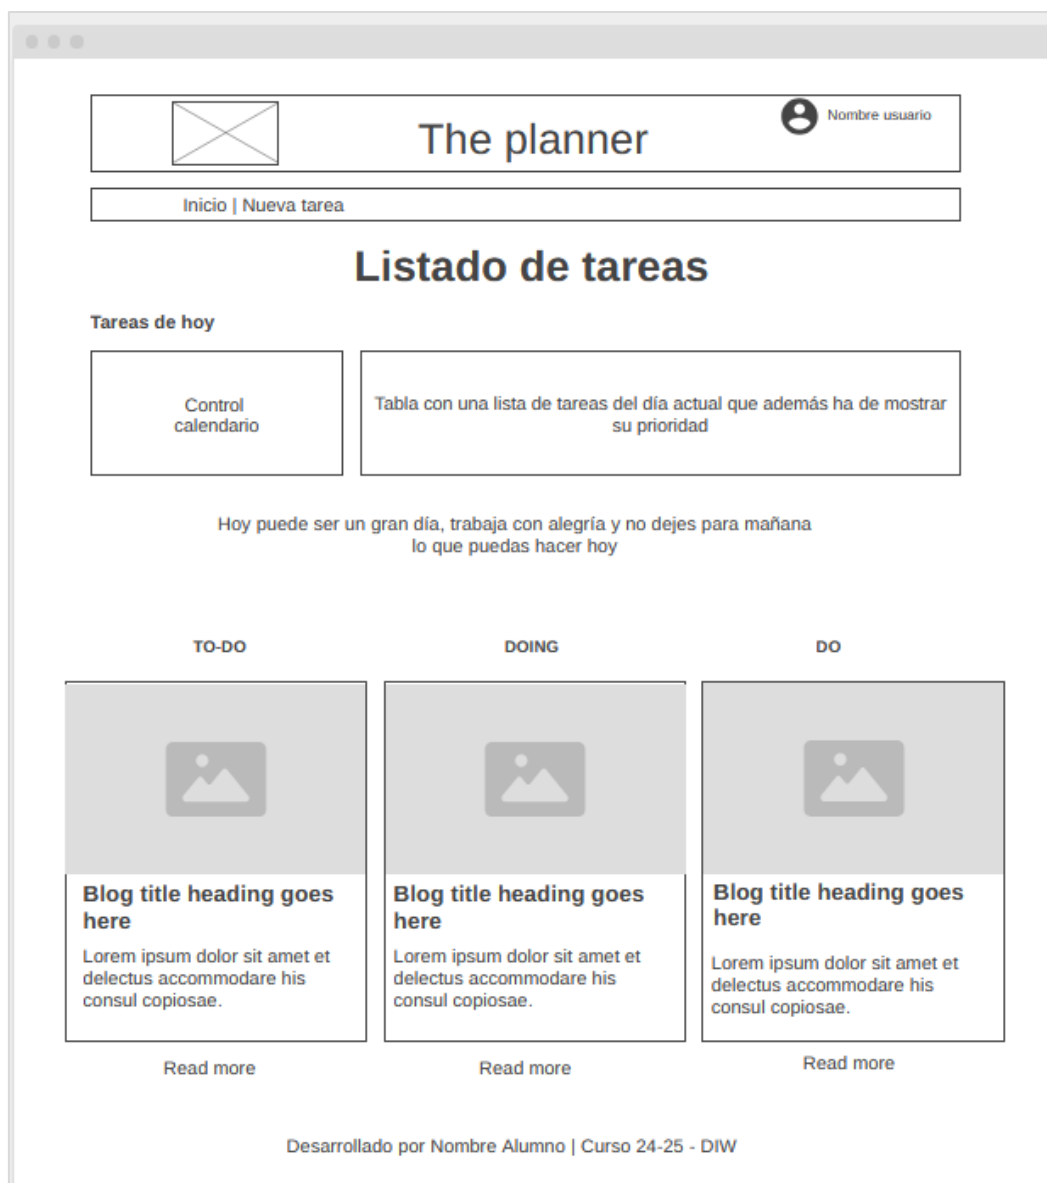 The planner
Nombre usuario
Inicio | Nueva tarea
Listado de tareas
Tareas de hoy
Control
calendario
Tabla con una lista de tareas del día actual que además ha de mostrar
su prioridad
Hoy puede ser un gran día, trabaja con alegría y no dejes para mañana
lo que puedas hacer hoy
TO-DO
DOING
DO
Blog title heading goes
here
Lorem ipsum dolor sit amet et
delectus accommodare his
consul copiosae.
Read more
Blog title heading goes
here
Lorem ipsum dolor sit amet et
delectus accommodare his
consul copiosae.
Read more
Blog title heading goes
here
Lorem ipsum dolor sit amet et
delectus accommodare his
consul copiosae.
Read more
Desarrollado por Nombre Alumno | Curso 24-25 - DIW